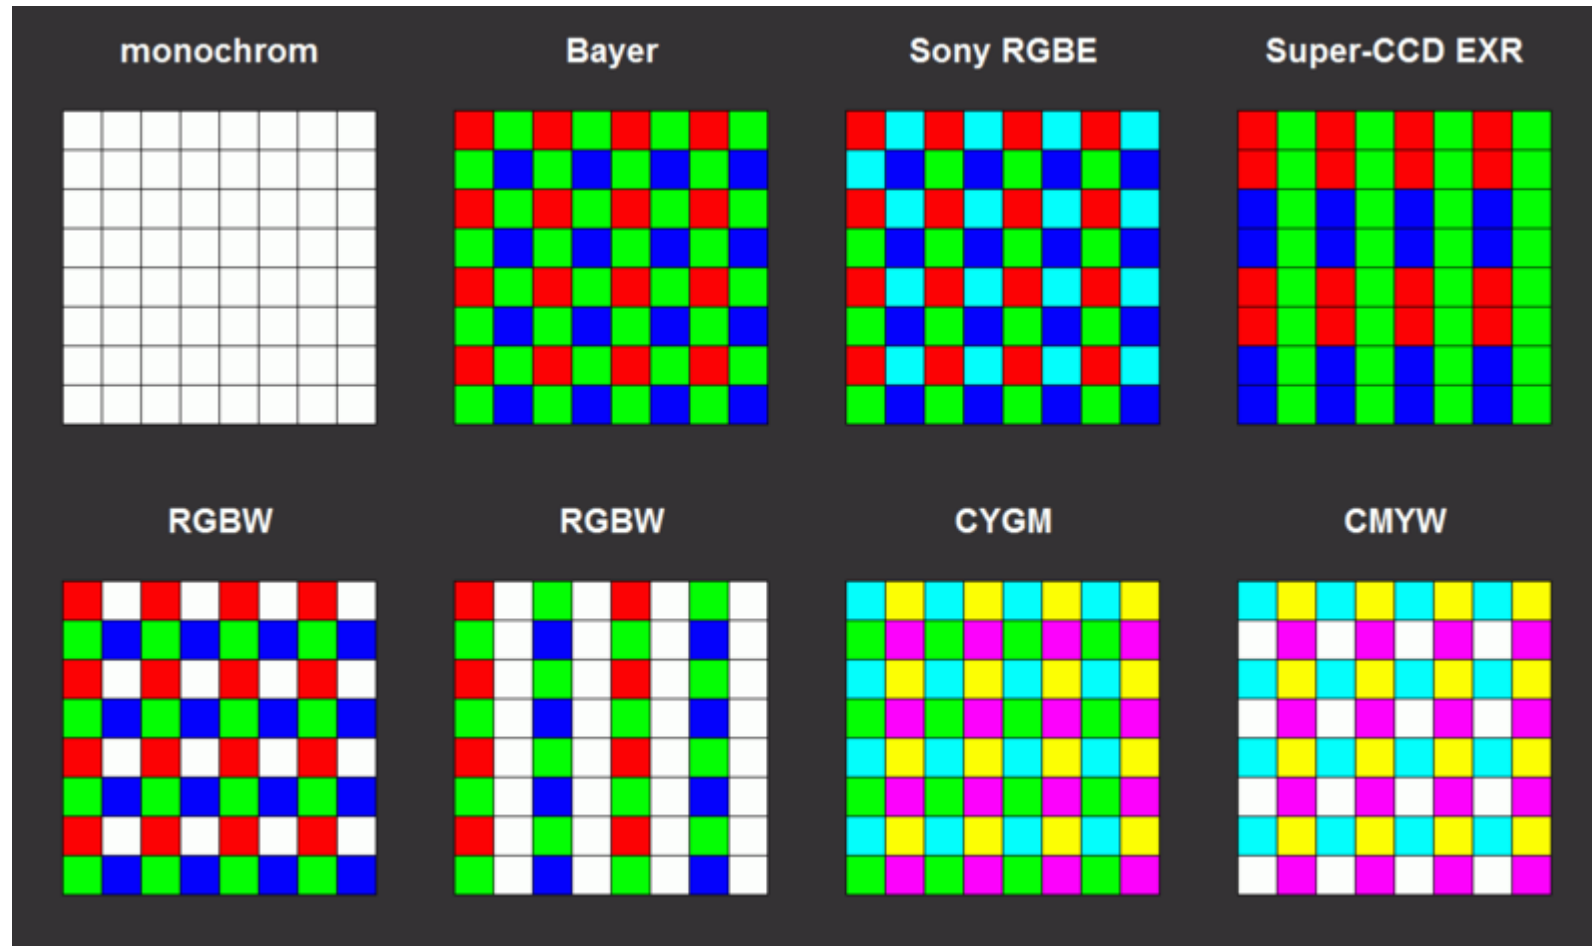 monochrom
Bayer
Sony RGBE
Super-CCD EXR
RGBW
RGBW
CYGM
CMYW